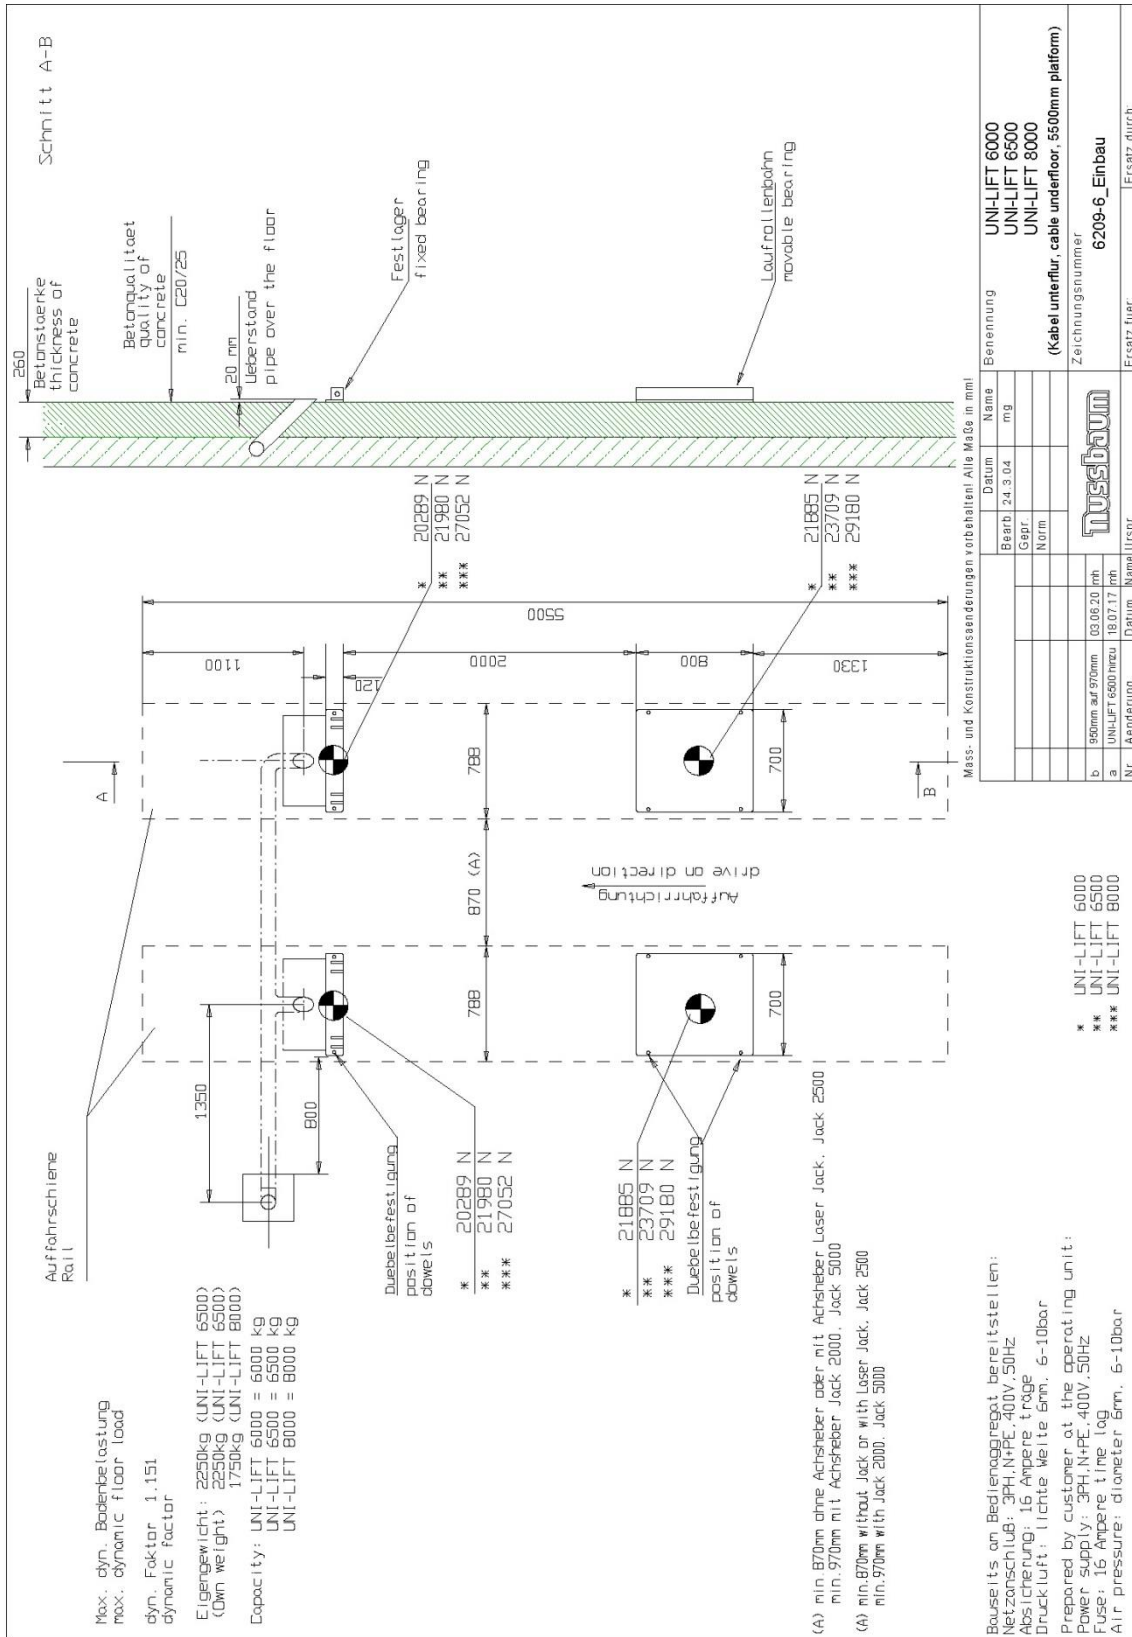 Schnitt A-B
260
Betonstaerke
thickness of
concrete
Betonqualitaet
quality of
concrete
min. C20/25
20 mm
Ueberstand
pipe over the floor
Festlager
fixed bearing
Laufrollenbahn
movable bearing
Auffahrschiene
Rail
A
B
1350
800
1100
120
2000
800
1330
5500
788
870 (A)
788
700
700
Auffahrrichtung
drive on direction
* 20289 N
** 21980 N
*** 27052 N
* 21885 N
** 23709 N
*** 29180 N
Duebelbefestigung
position of
dowels
* 20289 N
** 21980 N
*** 27052 N
* 21885 N
** 23709 N
*** 29180 N
Duebelbefestigung
position of
dowels
Max. dyn. Bodenbelastung
max. dynamic floor load
dyn. Faktor 1.151
dynamic factor
Eigengewicht: 2250kg (UNI-LIFT 6500)
(Own weight) 2250kg (UNI-LIFT 6500)
1750kg (UNI-LIFT 8000)
Capacity: UNI-LIFT 6000 = 6000 kg
UNI-LIFT 6500 = 6500 kg
UNI-LIFT 8000 = 8000 kg
(A) min.870mm ohne Achsheber oder mit Achsheber Laser Jack, Jack 2500
min.970mm mit Achsheber Jack 2000, Jack 5000
(A) min.870mm without Jack or with Laser Jack, Jack 2500
min.970mm with Jack 2000, Jack 5000
Bauseits am Bedienaggregat bereitstellen:
Netzanschluß: 3PH,N+PE,400V,50HZ
Absicherung: 16 Ampere träge
Druckluft: lichte Weite 6mm, 6-10bar
Prepared by customer at the operating unit:
Power supply: 3PH,N+PE,400V,50HZ
Fuse: 16 Ampere time lag
Air pressure: diameter 6mm, 6-10bar
* UNI-LIFT 6000
** UNI-LIFT 6500
*** UNI-LIFT 8000
Mass- und Konstruktionsaenderungen vorbehalten! Alle Maße in mm!
Datum Name
Bearb 24.3.04 mg
Gepr.
Norm
Benennung
UNI-LIFT 6000
UNI-LIFT 6500
UNI-LIFT 8000
(Kabel unterflur, cable underfloor, 5500mm platform)
Nussbaum
Zeichnungsnummer
6209-6_Einbau
b 950mm auf 970mm 03.06.20 mh
a UNI-LIFT 6500 hinzu 18.07.17 mh
Nr. Aenderung Datum Name Urspr.
Ersatz fuer:
Ersatz durch: